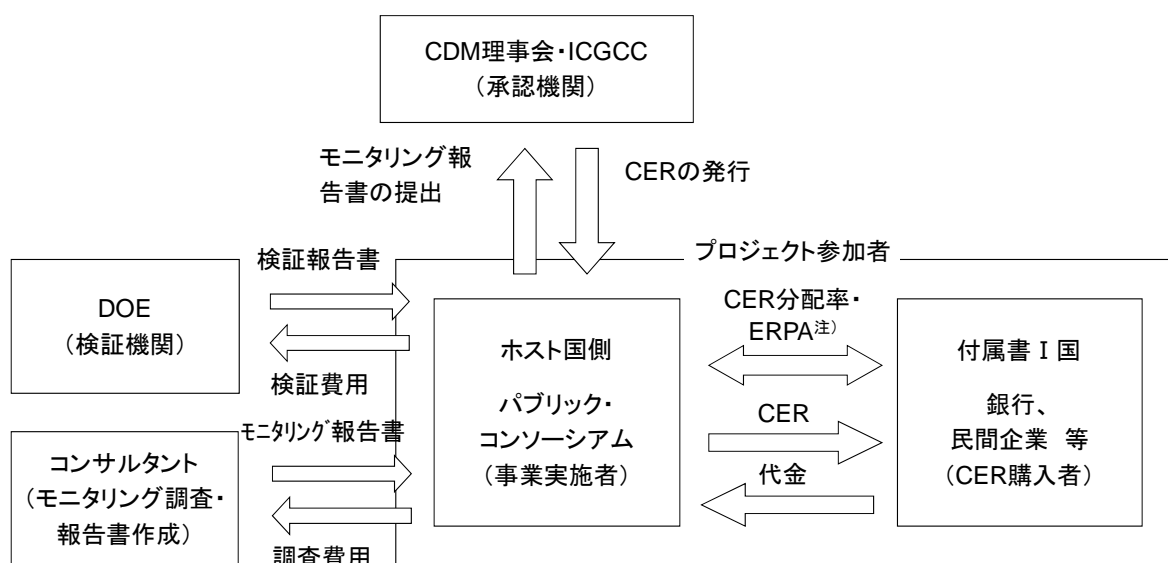 CDM理事会・ICGCC
（承認機関）
モニタリング報
告書の提出
CERの発行
プロジェクト参加者
検証報告書
DOE
（検証機関）
検証費用
CER分配率・
ERPA注）
ホスト国側
パブリック・
コンソーシアム
（事業実施者）
付属書Ⅰ国
銀行、
民間企業　等
（CER購入者）
CER
代金
モニタリング報告書
コンサルタント
（モニタリング調査・
報告書作成）
調査費用